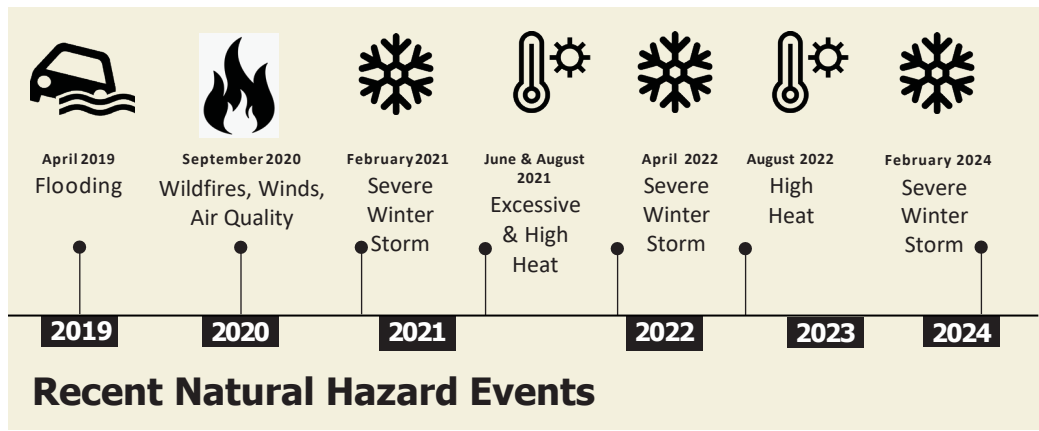 April 2019
Flooding
September 2020
Wildfires, Winds,
Air Quality
February 2021
Severe
Winter
Storm
June & August
2021
Excessive
& High
Heat
April 2022
Severe
Winter
Storm
August 2022
High
Heat
February 2024
Severe
Winter
Storm
2019
2020
2021
2022
2023
2024
Recent Natural Hazard Events